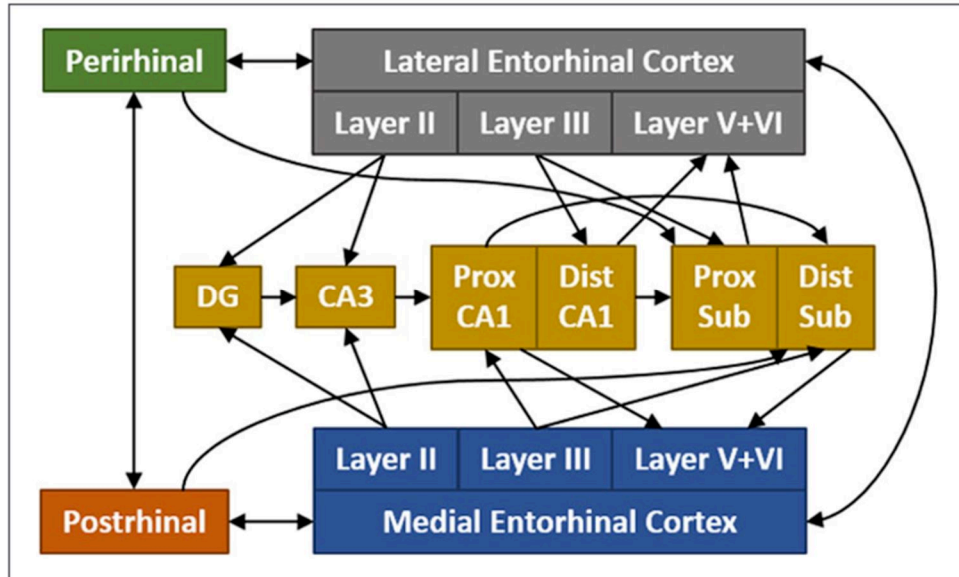 Perirhinal
Lateral Entorhinal Cortex
Layer II
Layer III
Layer V+VI
DG
CA3
Prox
CA1
Dist
CA1
Prox
Sub
Dist
Sub
Layer II
Layer III
Layer V+VI
Postrhinal
Medial Entorhinal Cortex